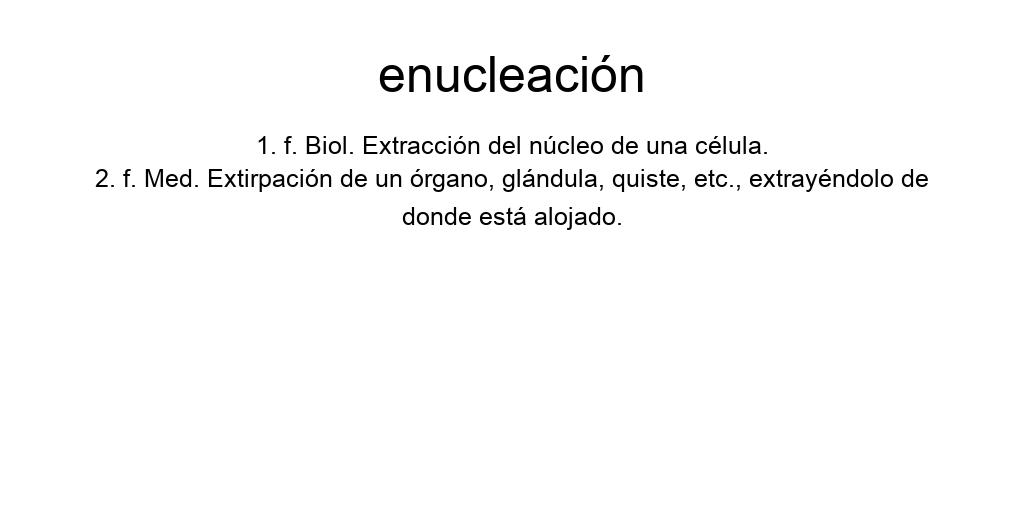 enucleación
1. f. Biol. Extracción del núcleo de una célula.
2. f. Med. Extirpación de un órgano, glándula, quiste, etc., extrayéndolo de
donde está alojado.